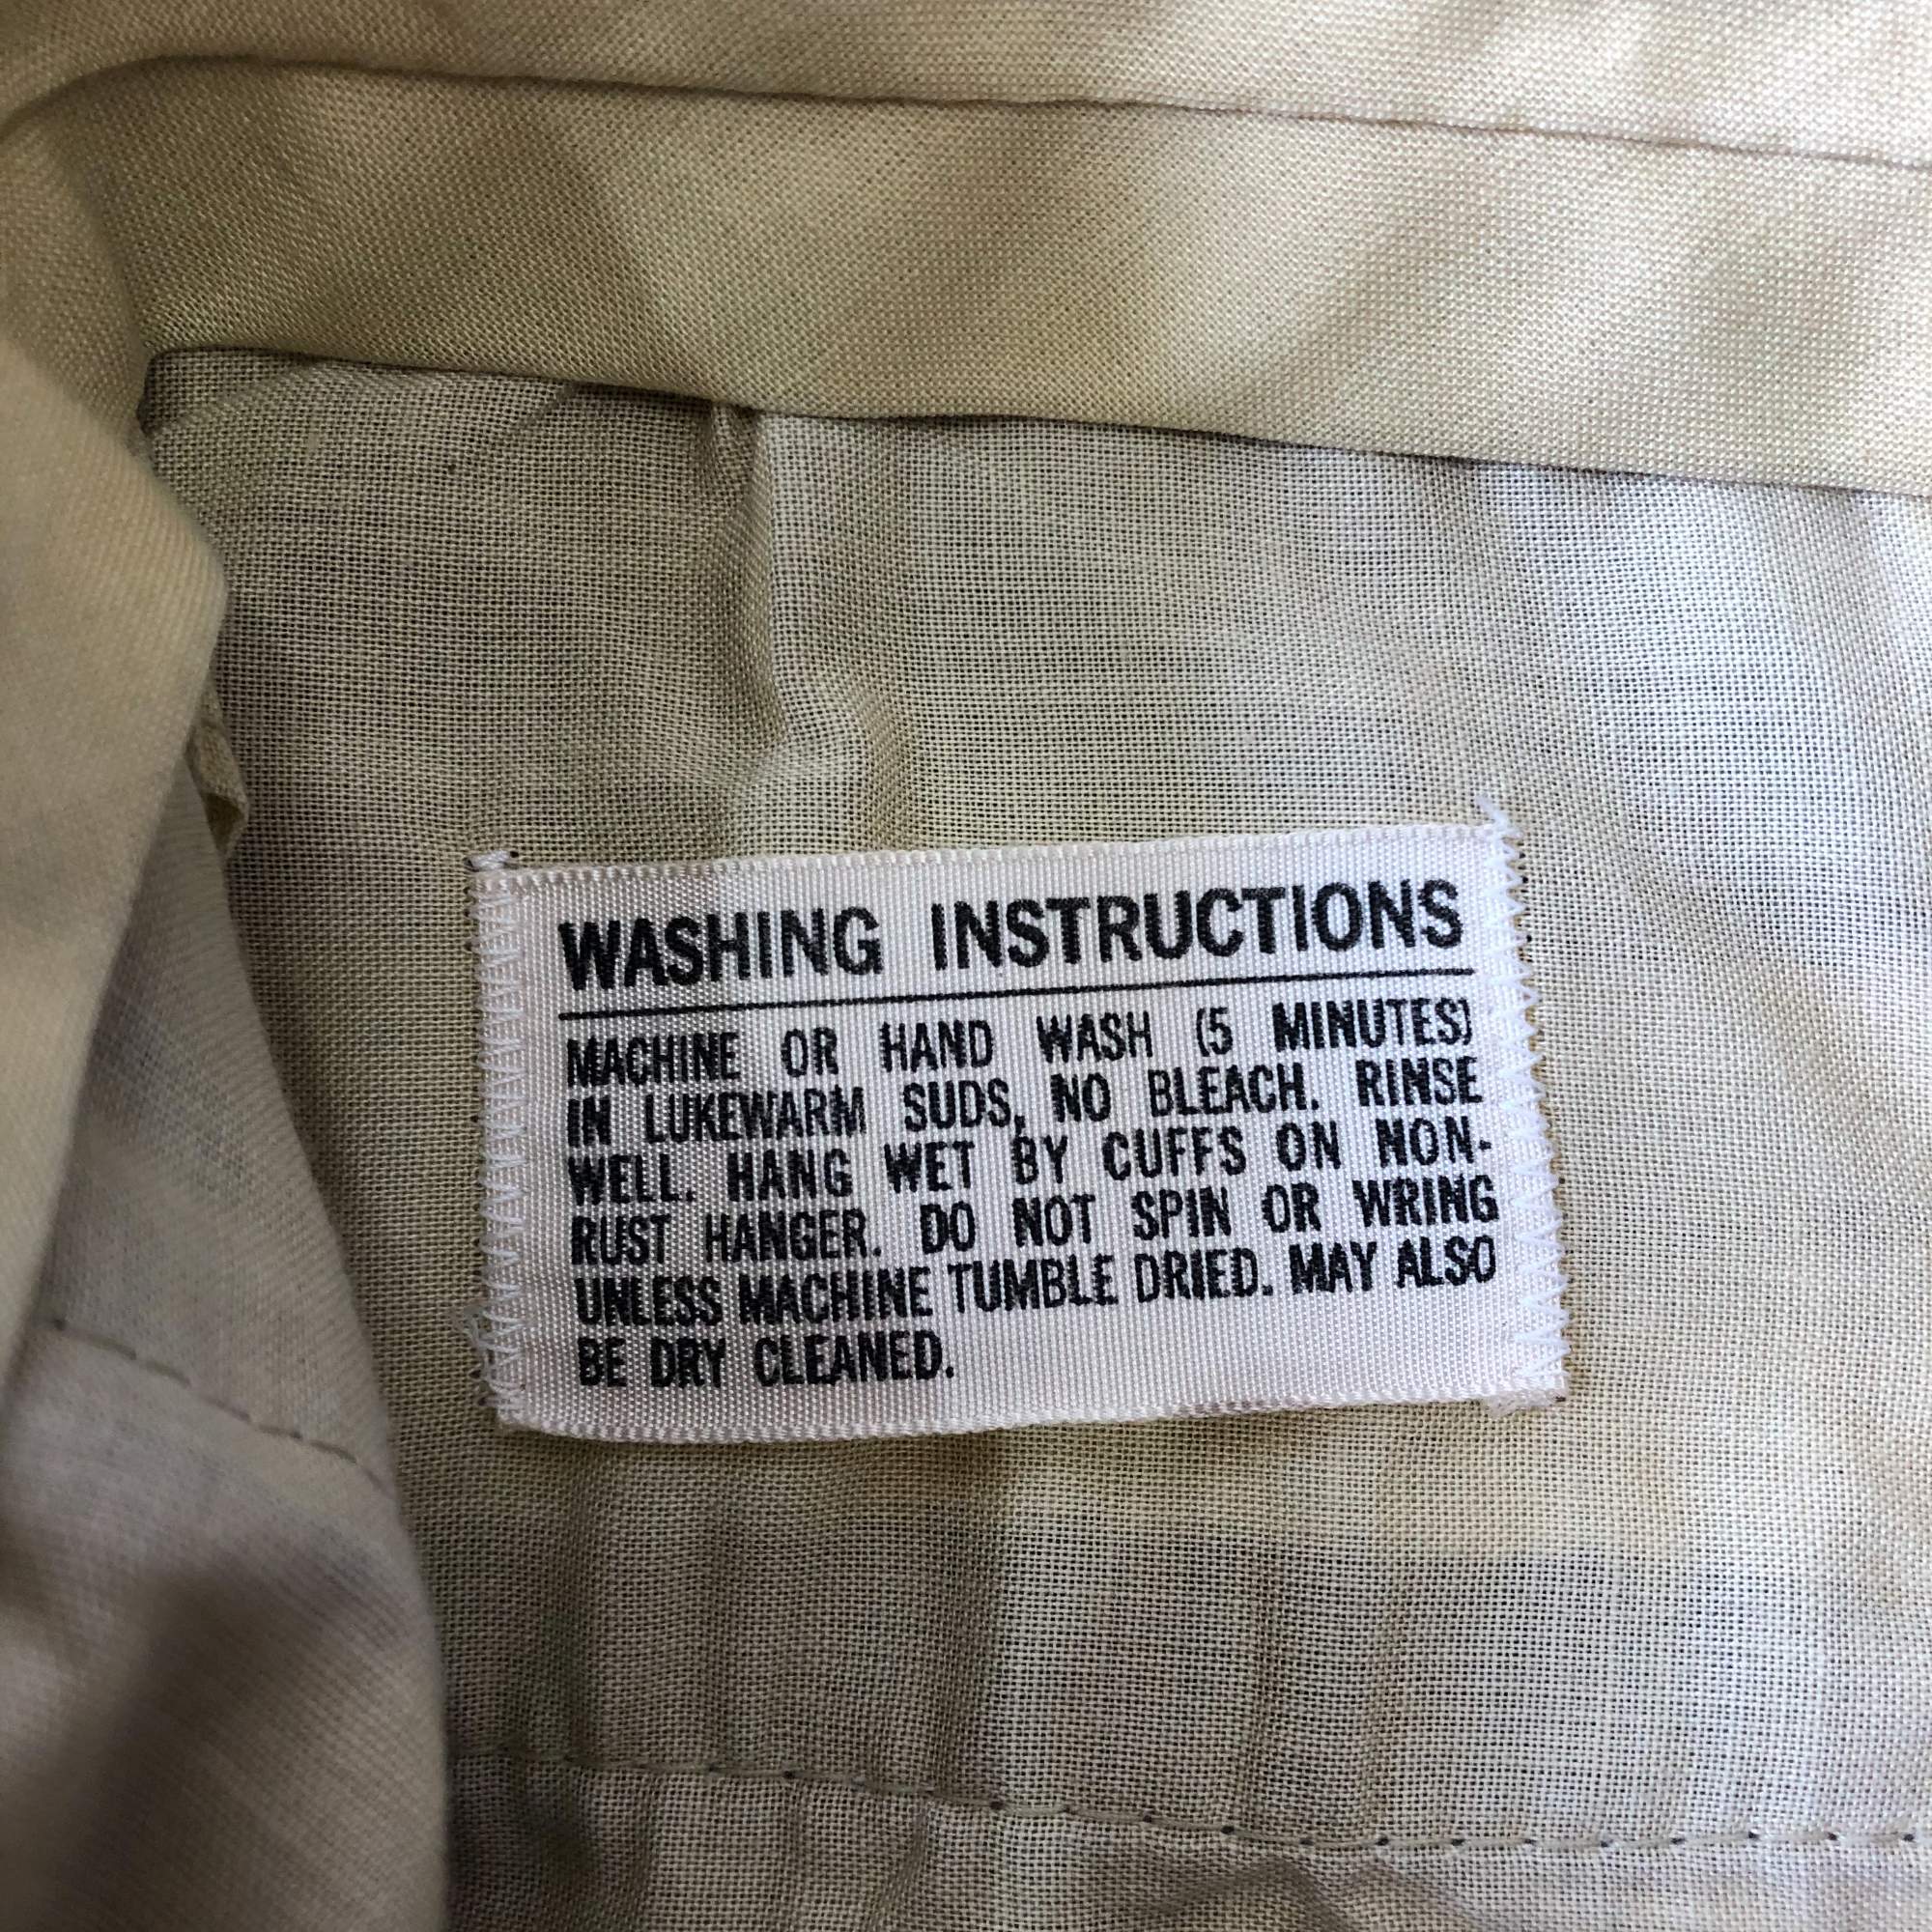 WASHING INSTRUCTIONS
MACHINE OR HAND WASH (5 MINUTES)
IN LUKEWARM SUDS, NO BLEACH. RINSE
WELL. HANG WET BY CUFFS ON NON-
RUST HANGER. DO NOT SPIN OR WRING
UNLESS MACHINE TUMBLE DRIED. MAY ALSO
BE DRY CLEANED.